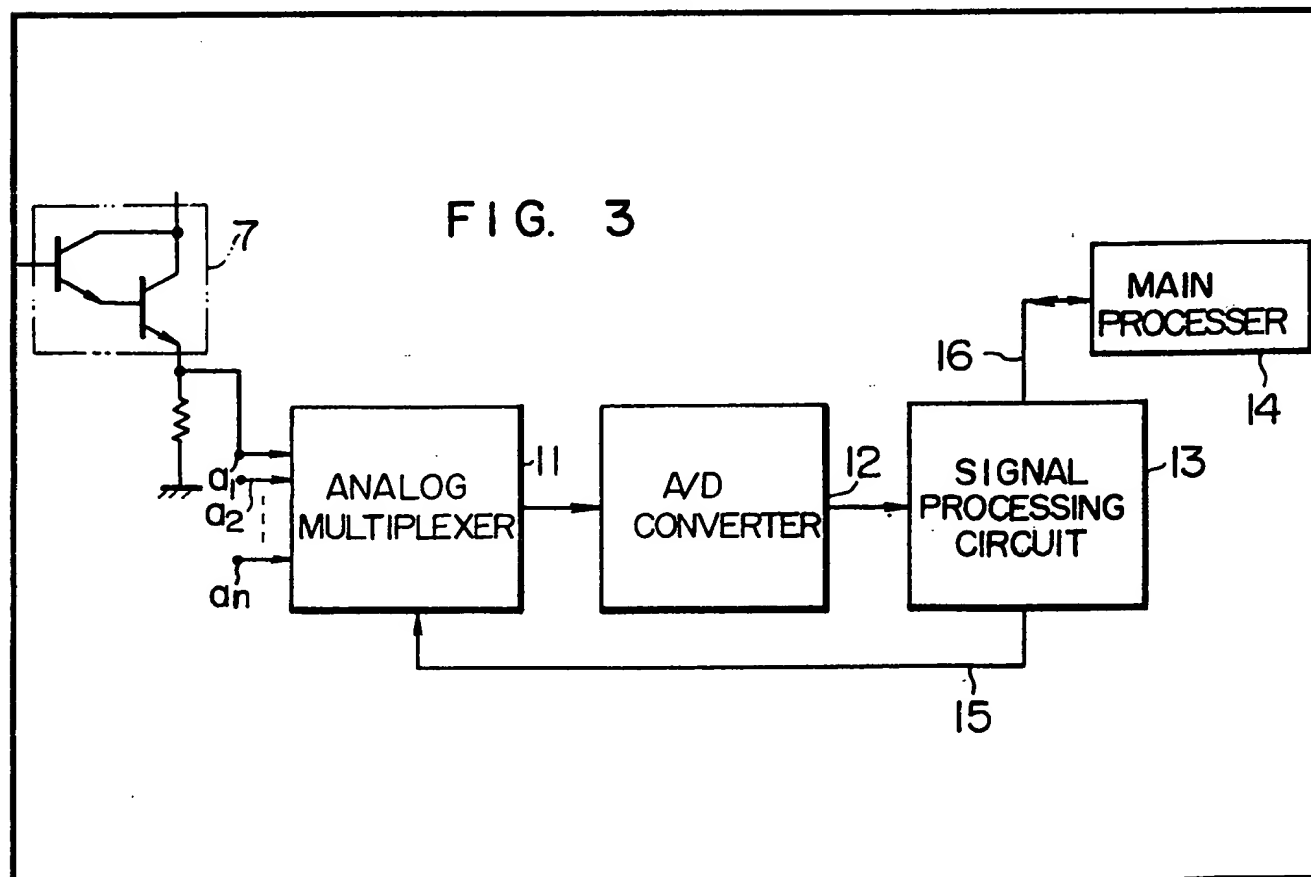 FIG. 3
7
MAIN
PROCESSER
14
16
a1
a2
an
ANALOG
MULTIPLEXER
11
A/D
CONVERTER
12
SIGNAL
PROCESSING
CIRCUIT
13
15